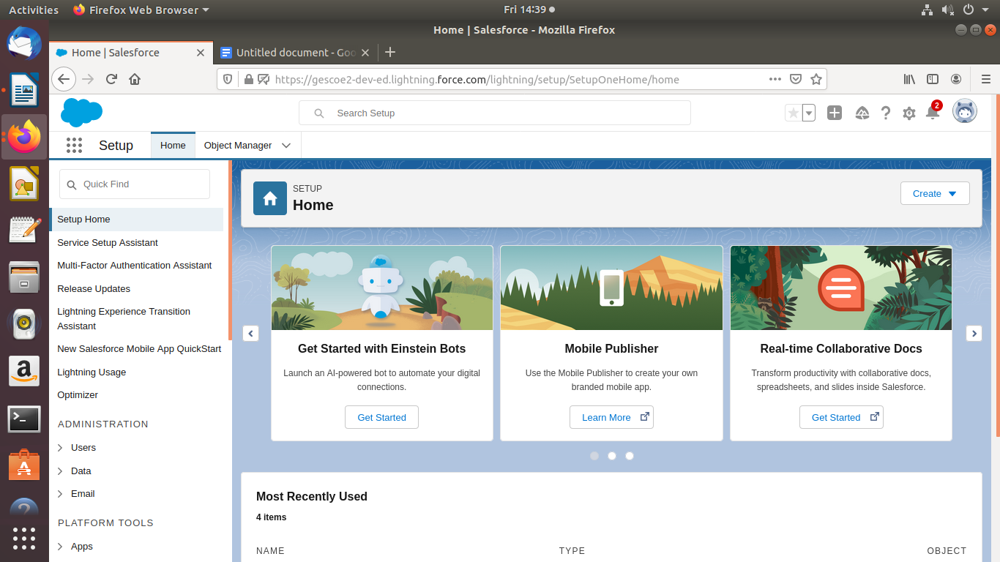 Activities
Firefox Web Browser
Fri 14:39
Home | Salesforce - Mozilla Firefox
Home | Salesforce
Untitled document - Goo
https://gescoe2-dev-ed.lightning.force.com/lightning/setup/SetupOneHome/home
Search Setup
2
Setup
Home
Object Manager
Quick Find
Setup Home
Service Setup Assistant
Multi-Factor Authentication Assistant
Release Updates
Lightning Experience Transition
Assistant
New Salesforce Mobile App QuickStart
Lightning Usage
Optimizer
ADMINISTRATION
Users
Data
Email
PLATFORM TOOLS
Apps
SETUP
Home
Create
Get Started with Einstein Bots
Launch an AI-powered bot to automate your digital
connections.
Get Started
Mobile Publisher
Use the Mobile Publisher to create your own
branded mobile app.
Learn More
Real-time Collaborative Docs
Transform productivity with collaborative docs,
spreadsheets, and slides inside Salesforce.
Get Started
Most Recently Used
4 items
NAME
TYPE
OBJECT